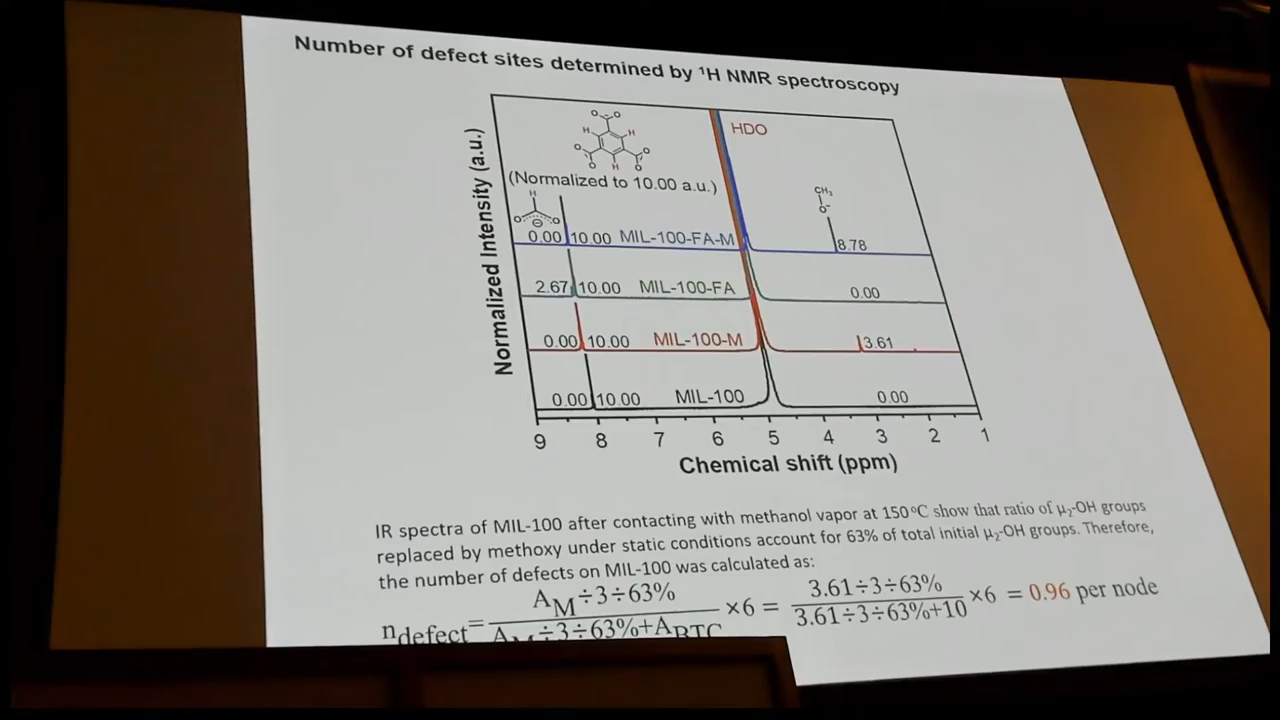 Number of defect sites determined by ¹H NMR spectroscopy
HDO
(Normalized to 10.00 a.u.)
H
H
H
O
O
O
O
O
O
H
O
O
⊖
CH₃
O⁻
0.00 10.00 MIL-100-FA-M 8.78
2.67 10.00 MIL-100-FA 0.00
0.00 10.00 MIL-100-M 3.61
0.00 10.00 MIL-100 0.00
Normalized Intensity (a.u.)
9 8 7 6 5 4 3 2 1
Chemical shift (ppm)
IR spectra of MIL-100 after contacting with methanol vapor at 150 °C show that ratio of μ₂-OH groups
replaced by methoxy under static conditions account for 63% of total initial μ₂-OH groups. Therefore,
the number of defects on MIL-100 was calculated as:
A_M÷3÷63% 3.61÷3÷63%
n_defect= ×6 = ×6 = 0.96 per node
A_M÷3÷63%+A_BTC 3.61÷3÷63%+10